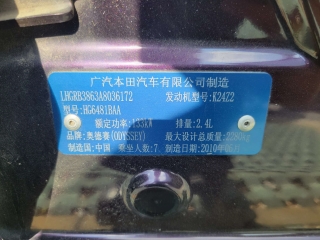 广汽本田汽车有限公司制造
LHGRB3863A8036172 发动机型号:K24Z2
型号:HG6481BAA
额定功率:133kW 排量:2.4L
品牌:奥德赛(ODYSSEY) 最大设计总质量:2280kg
制造国:中国 乘坐人数:7 制造日期:2010年